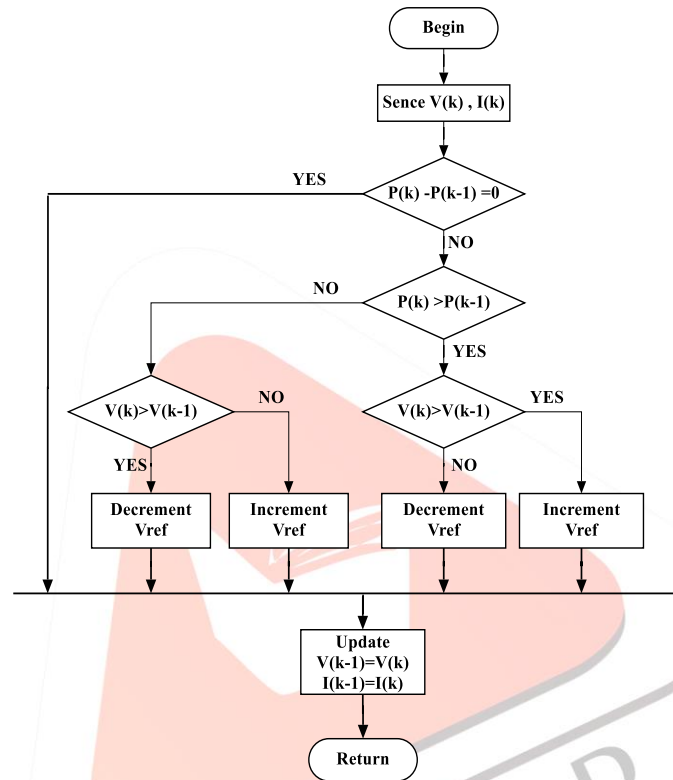 Begin
Sence V(k) , I(k)
YES
P(k) -P(k-1) =0
NO
NO
P(k) >P(k-1)
YES
V(k)>V(k-1)
NO
V(k)>V(k-1)
YES
YES
NO
Decrement
Vref
Increment
Vref
Decrement
Vref
Increment
Vref
Update
V(k-1)=V(k)
I(k-1)=I(k)
Return